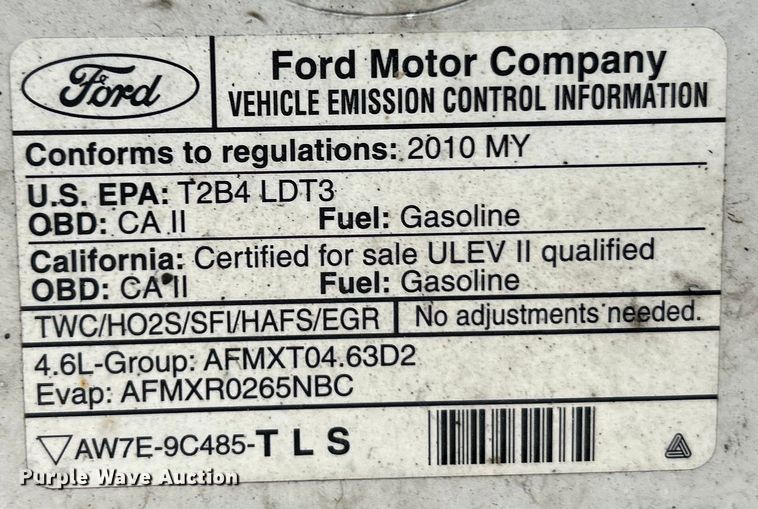 Ford
Ford Motor Company
VEHICLE EMISSION CONTROL INFORMATION
Conforms to regulations: 2010 MY
U.S. EPA: T2B4 LDT3
OBD: CA II Fuel: Gasoline
California: Certified for sale ULEV II qualified
OBD: CA II Fuel: Gasoline
TWC/HO2S/SFI/HAFS/EGR No adjustments needed.
4.6L-Group: AFMXT04.63D2
Evap: AFMXR0265NBC
AW7E-9C485-T L S
Purple Wave Auction